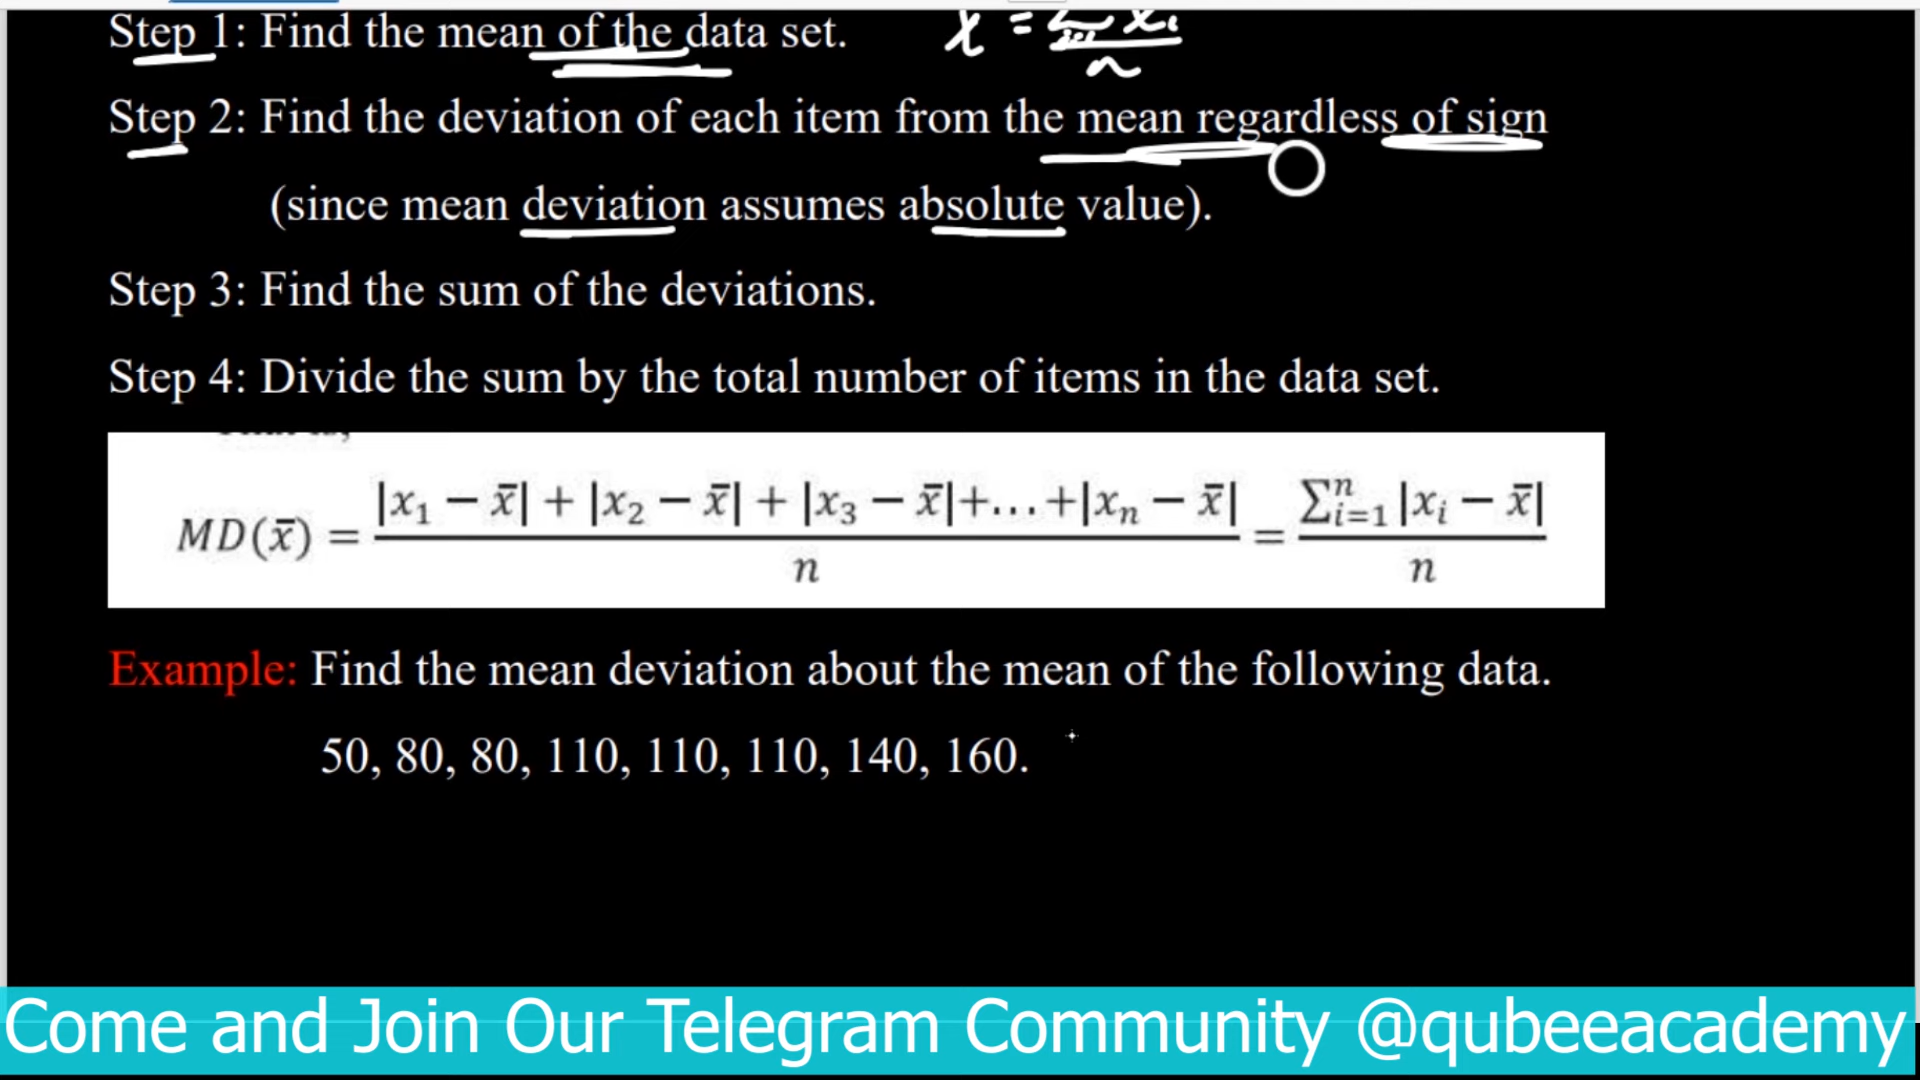 Step 1: Find the mean of the data set.
Step 2: Find the deviation of each item from the mean regardless of sign
(since mean deviation assumes absolute value).
Step 3: Find the sum of the deviations.
Step 4: Divide the sum by the total number of items in the data set.
MD(x̄) = |x₁ − x̄| + |x₂ − x̄| + |x₃ − x̄|+...+|xₙ − x̄| / n = ∑ⁿᵢ₌₁|xᵢ − x̄| / n
Example: Find the mean deviation about the mean of the following data.
50, 80, 80, 110, 110, 110, 140, 160.
Come and Join Our Telegram Community @qubeeacademy